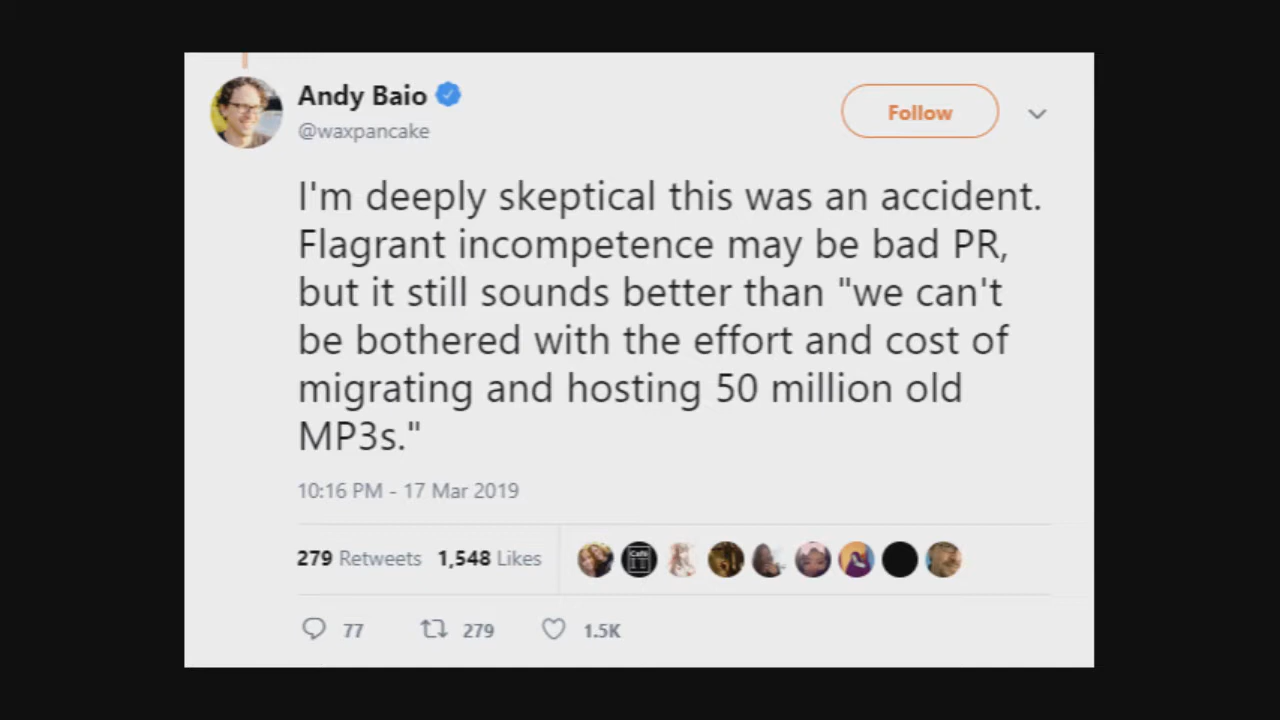 Andy Baio
@waxpancake
Follow
I'm deeply skeptical this was an accident.
Flagrant incompetence may be bad PR,
but it still sounds better than "we can't
be bothered with the effort and cost of
migrating and hosting 50 million old
MP3s."
10:16 PM - 17 Mar 2019
279 Retweets 1,548 Likes
77 279 1.5K